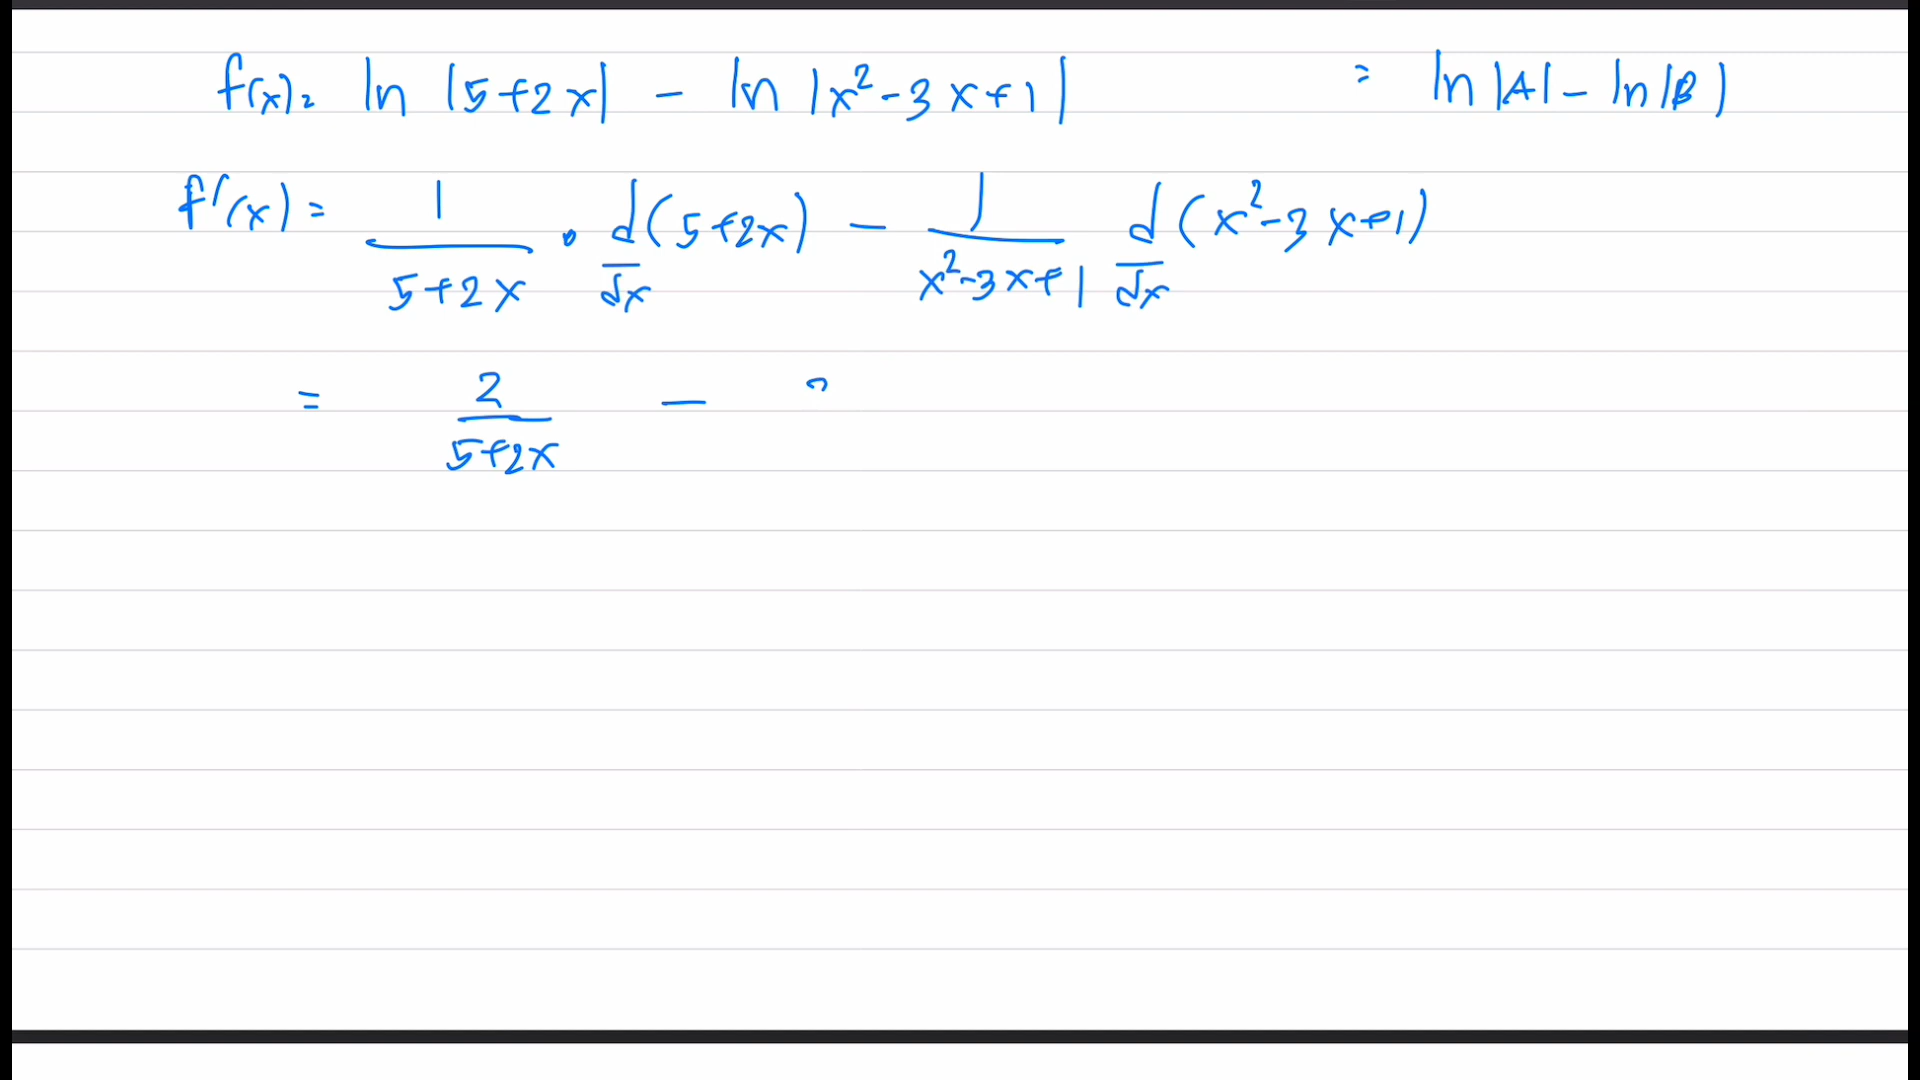 f(x) = ln |5+2x| - ln |x²-3x+1| = ln |A| - ln |B|
f'(x) = 1/(5+2x) · d/dx (5+2x) - 1/(x²-3x+1) d/dx (x²-3x+1)
= 2/(5+2x) -